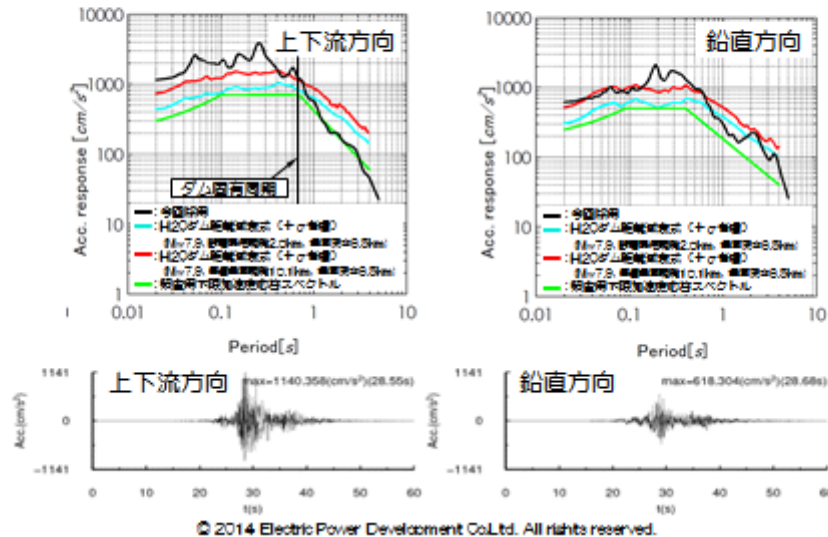 上下流方向
鉛直方向
10000
1000
100
10
1
Acc. response [cm/s²]
0.01
0.1
1
10
Period[s]
ダム固有周期
:今回採用
:H20ダム距離減衰式(+σ考慮)
:H20ダム距離減衰式(+σ考慮)
:照査用下限加速度応答スペクトル
10000
1000
100
10
1
Acc. response [cm/s²]
0.01
0.1
1
10
Period[s]
:今回採用
:H20ダム距離減衰式(+σ考慮)
:H20ダム距離減衰式(+σ考慮)
:照査用下限加速度応答スペクトル
上下流方向
max=1140.358(cm/s²)(28.55s)
1141
0
-1141
Acc.(cm/s²)
0 10 20 30 40 50 60
t(s)
鉛直方向
max=618.304(cm/s²)(28.68s)
1141
0
-1141
Acc.(cm/s²)
0 10 20 30 40 50 60
t(s)
© 2014 Electric Power Development Co.,Ltd. All rights reserved.